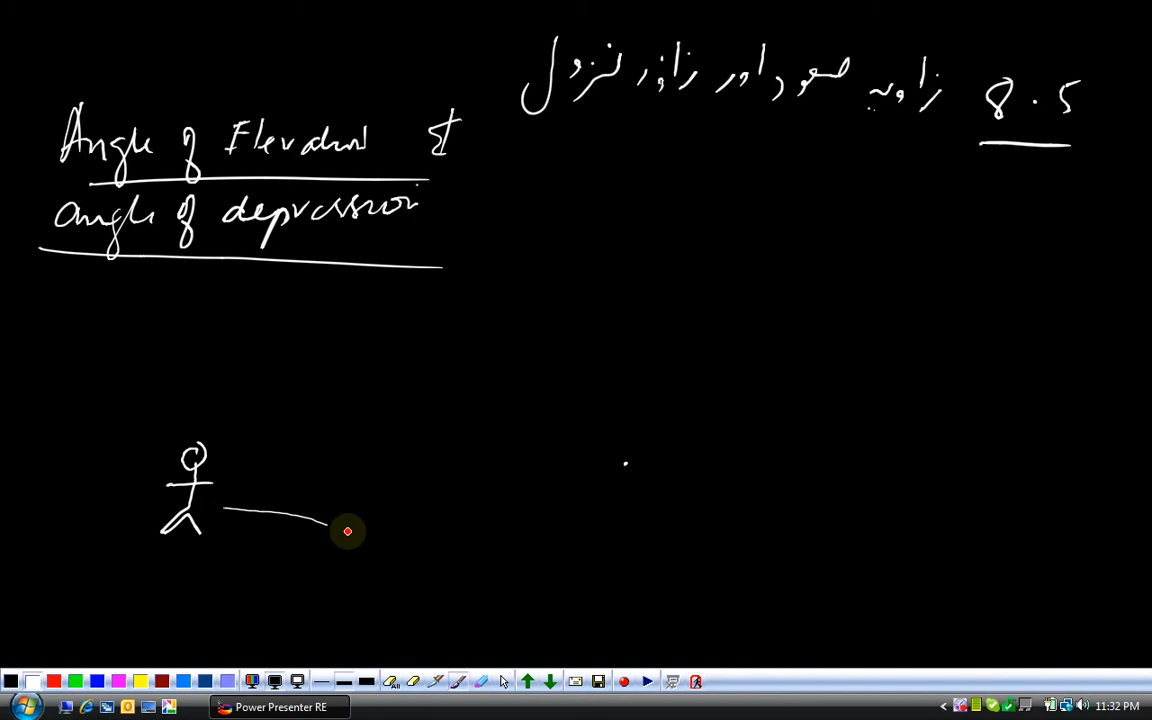 8.5 زاویہ صعود اور زاویہ نزول
Angle of Elevation &
angle of depression
Power Presenter RE
11:32 PM